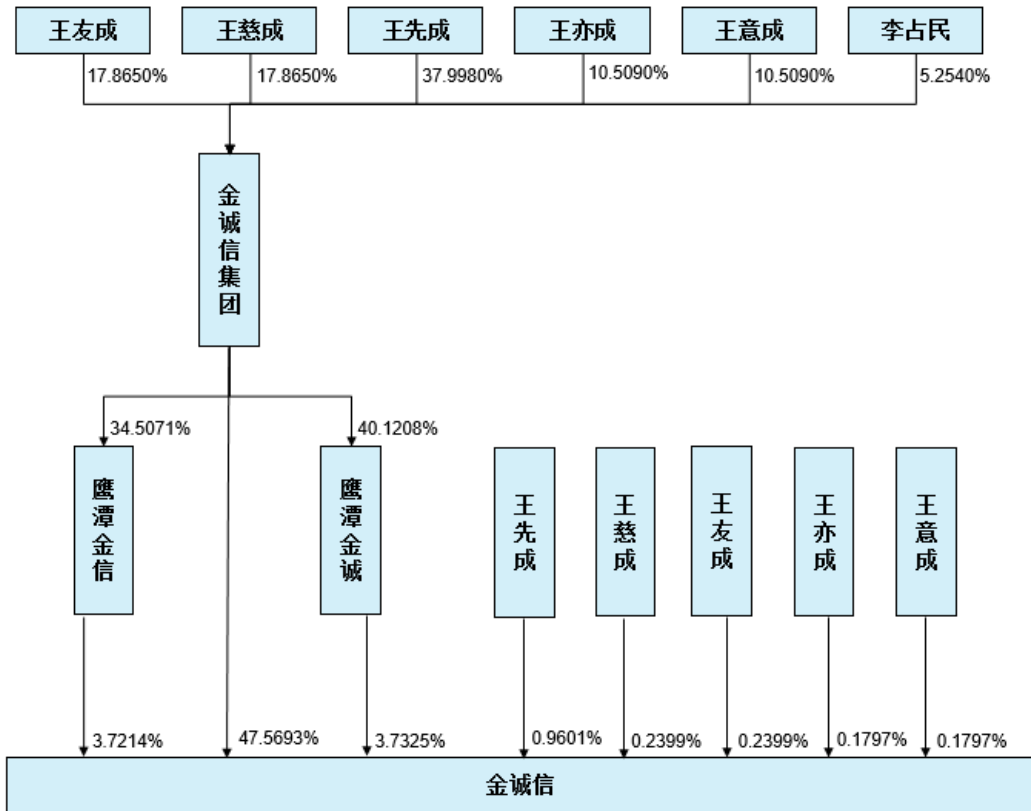 王友成
王慈成
王先成
王亦成
王意成
李占民
17.8650%
17.8650%
37.9980%
10.5090%
10.5090%
5.2540%
金诚信集团
34.5071%
40.1208%
鹰潭金信
鹰潭金诚
王先成
王慈成
王友成
王亦成
王意成
3.7214%
47.5693%
3.7325%
0.9601%
0.2399%
0.2399%
0.1797%
0.1797%
金诚信